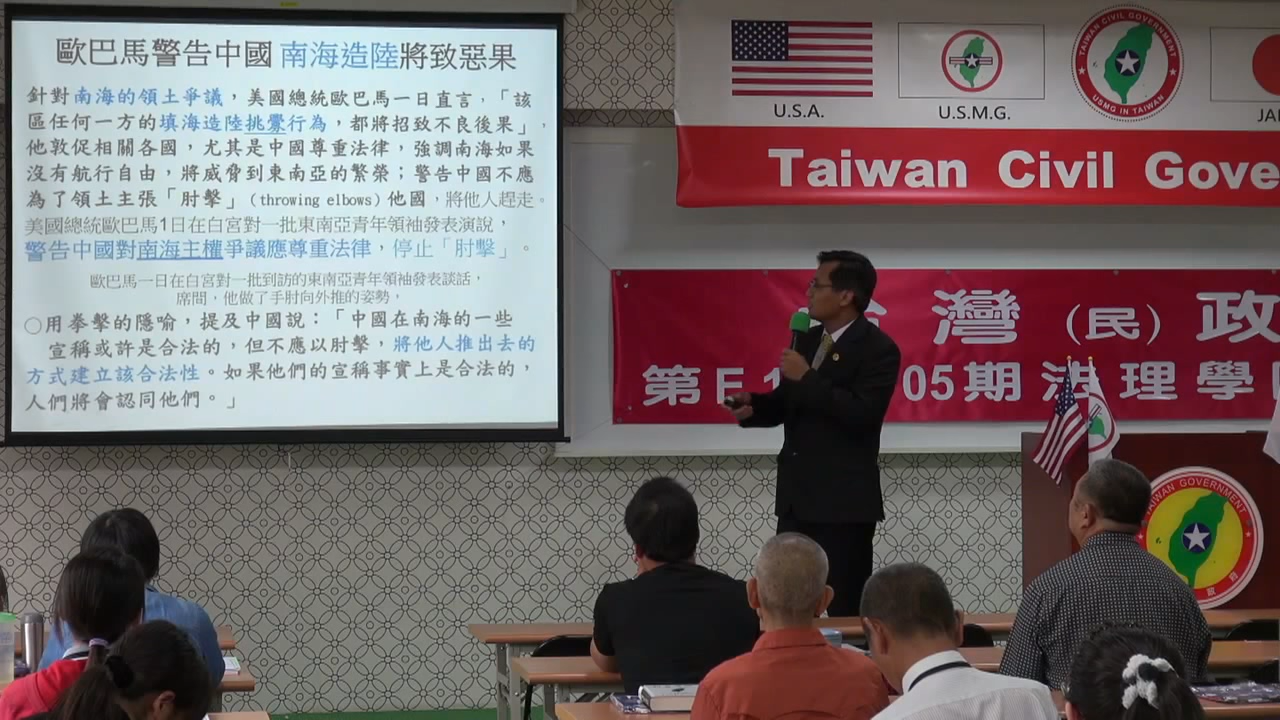 歐巴馬警告中國 南海造陸將致惡果
針對南海的領土爭議，美國總統歐巴馬一日直言，「該
區任何一方的填海造陸挑釁行為，都將招致不良後果」，
他敦促相關各國，尤其是中國尊重法律，強調南海如果
沒有航行自由，將威脅到東南亞的繁榮；警告中國不應
為了領土主張「肘擊」(throwing elbows)他國，將他人趕走。
美國總統歐巴馬1日在白宮對一批東南亞青年領袖發表演說，
警告中國對南海主權爭議應尊重法律，停止「肘擊」。
歐巴馬一日在白宮對一批到訪的東南亞青年領袖發表談話，
席間，他做了手肘向外推的姿勢，
○用拳擊的隱喻，提及中國說：「中國在南海的一些
宣稱或許是合法的，但不應以肘擊，將他人推出去的
方式建立該合法性。如果他們的宣稱事實上是合法的，
人們將會認同他們。」
U.S.A.
U.S.M.G.
TAIWAN CIVIL GOVERNMENT
USMG IN TAIWAN
JA
Taiwan Civil Gove
灣(民)政
第E1 05期法理學
TAIWAN GOVERNMENT
政府